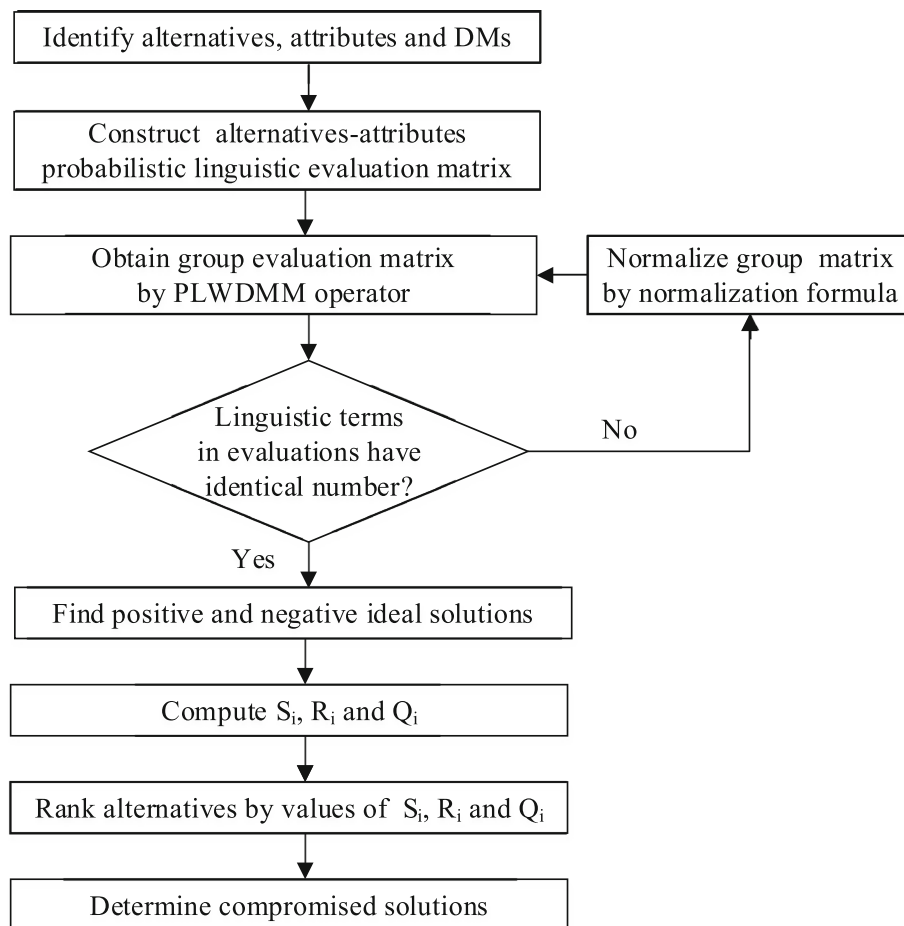 Identify alternatives, attributes and DMs
Construct alternatives-attributes
probabilistic linguistic evaluation matrix
Obtain group evaluation matrix
by PLWDMM operator
Normalize group matrix
by normalization formula
Linguistic terms
in evaluations have
identical number?
No
Yes
Find positive and negative ideal solutions
Compute Sᵢ, Rᵢ and Qᵢ
Rank alternatives by values of Sᵢ, Rᵢ and Qᵢ
Determine compromised solutions